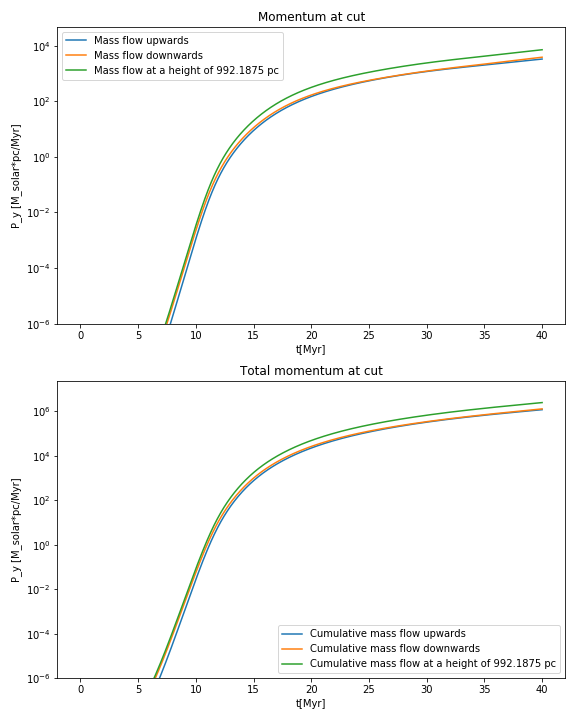 Momentum at cut
10^4
10^2
10^0
10^-2
10^-4
10^-6
P_y [M_solar*pc/Myr]
Mass flow upwards
Mass flow downwards
Mass flow at a height of 992.1875 pc
0 5 10 15 20 25 30 35 40
t[Myr]
Total momentum at cut
10^6
10^4
10^2
10^0
10^-2
10^-4
10^-6
P_y [M_solar*pc/Myr]
Cumulative mass flow upwards
Cumulative mass flow downwards
Cumulative mass flow at a height of 992.1875 pc
0 5 10 15 20 25 30 35 40
t[Myr]